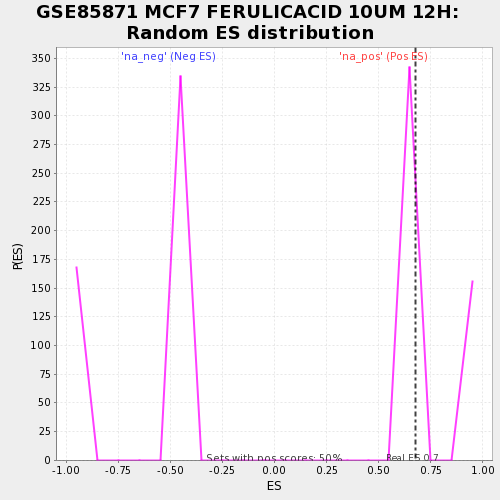 GSE85871 MCF7 FERULICACID 10UM 12H:
Random ES distribution
'na_neg' (Neg ES)
'na_pos' (Pos ES)
P(ES)
350
325
300
275
250
225
200
175
150
125
100
75
50
25
0
Sets with pos scores: 50%
Real ES 0.7
-1.00 -0.75 -0.50 -0.25 0.00 0.25 0.50 0.75 1.00
ES